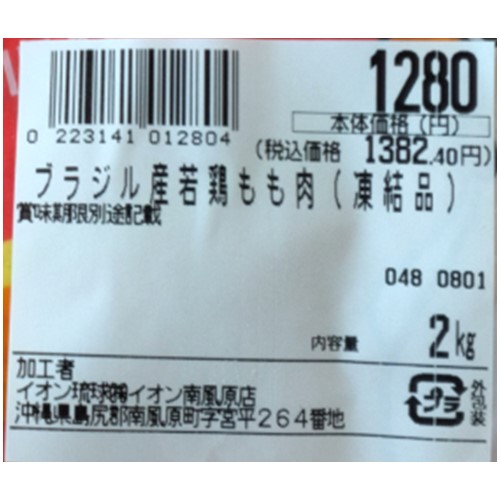 1280
0 223141 012804
本体価格(円)
(税込価格 1382.40円)
ブラジル産若鶏もも肉(凍結品)
賞味期限別途記載
048 0801
内容量 2kg
加工者
イオン琉球㈱イオン南風原店
沖縄県島尻郡南風原町字宮平264番地
プラ
外包装